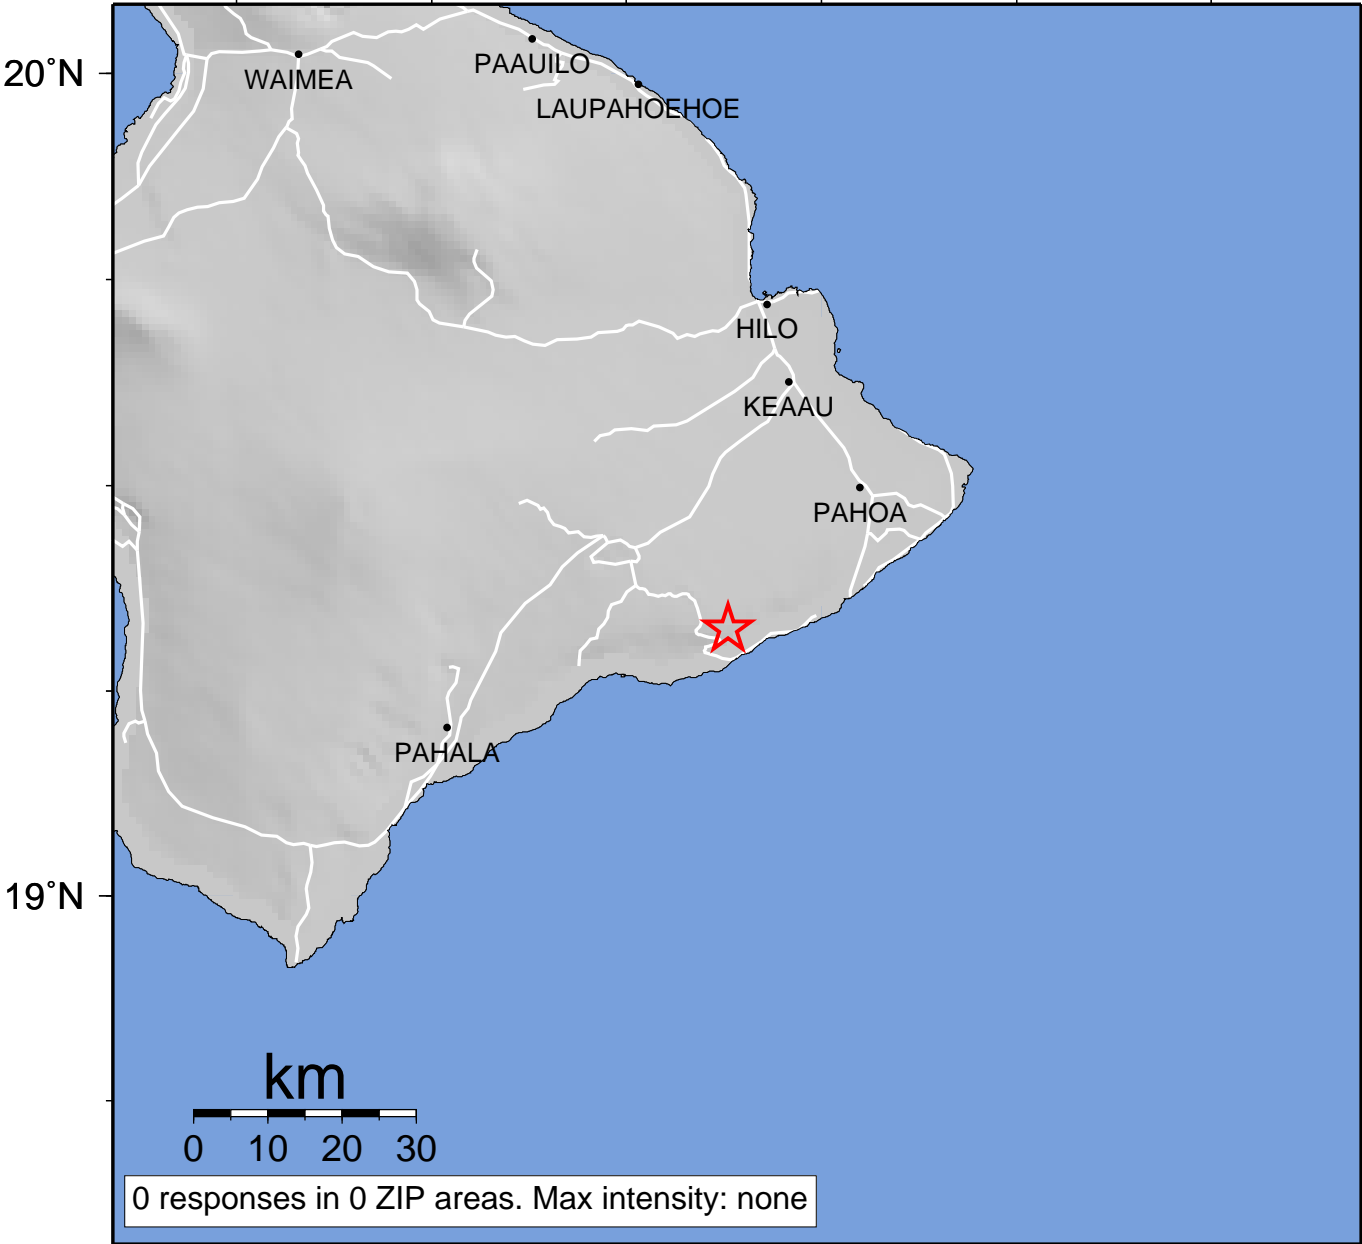 20°N
WAIMEA
PAAUILO
LAUPAHOEHOE
HILO
KEAAU
PAHOA
PAHALA
19°N
km
0 10 20 30
0 responses in 0 ZIP areas. Max intensity: none